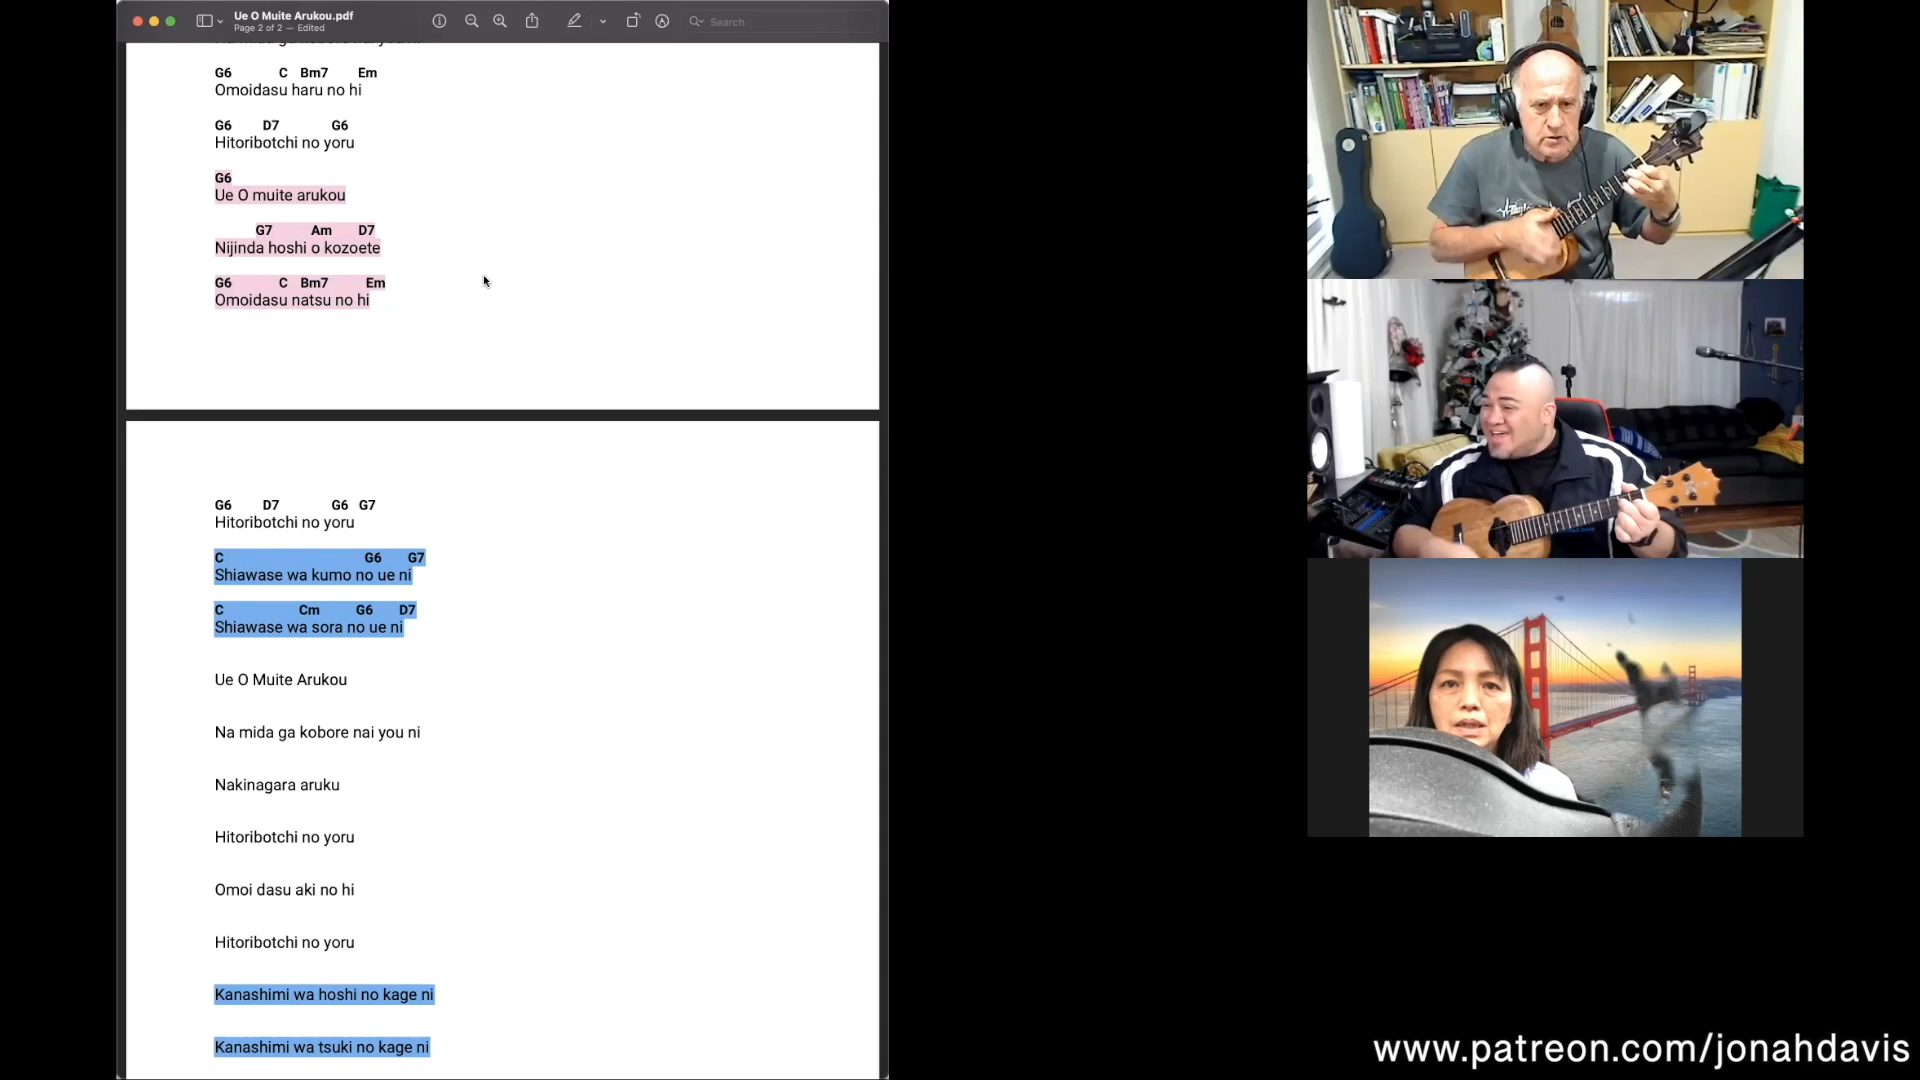 Ue O Muite Arukou.pdf
Page 2 of 2 — Edited
Search
G6 C Bm7 Em
Omoidasu haru no hi
G6 D7 G6
Hitoribotchi no yoru
G6
Ue O muite arukou
G7 Am D7
Nijinda hoshi o kozoete
G6 C Bm7 Em
Omoidasu natsu no hi
G6 D7 G6 G7
Hitoribotchi no yoru
C G6 G7
Shiawase wa kumo no ue ni
C Cm G6 D7
Shiawase wa sora no ue ni
Ue O Muite Arukou
Na mida ga kobore nai you ni
Nakinagara aruku
Hitoribotchi no yoru
Omoi dasu aki no hi
Hitoribotchi no yoru
Kanashimi wa hoshi no kage ni
Kanashimi wa tsuki no kage ni
www.patreon.com/jonahdavis